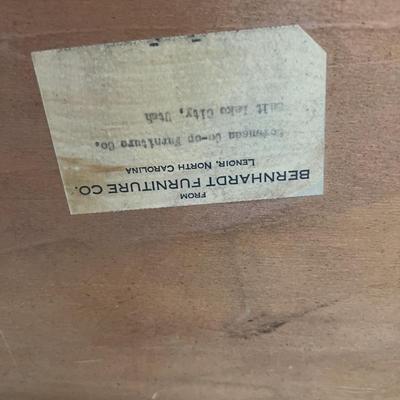 FROM
BERNHARDT FURNITURE CO.
LENOIR, NORTH CAROLINA
Co-op Furniture Co.
Salt Lake City, Utah